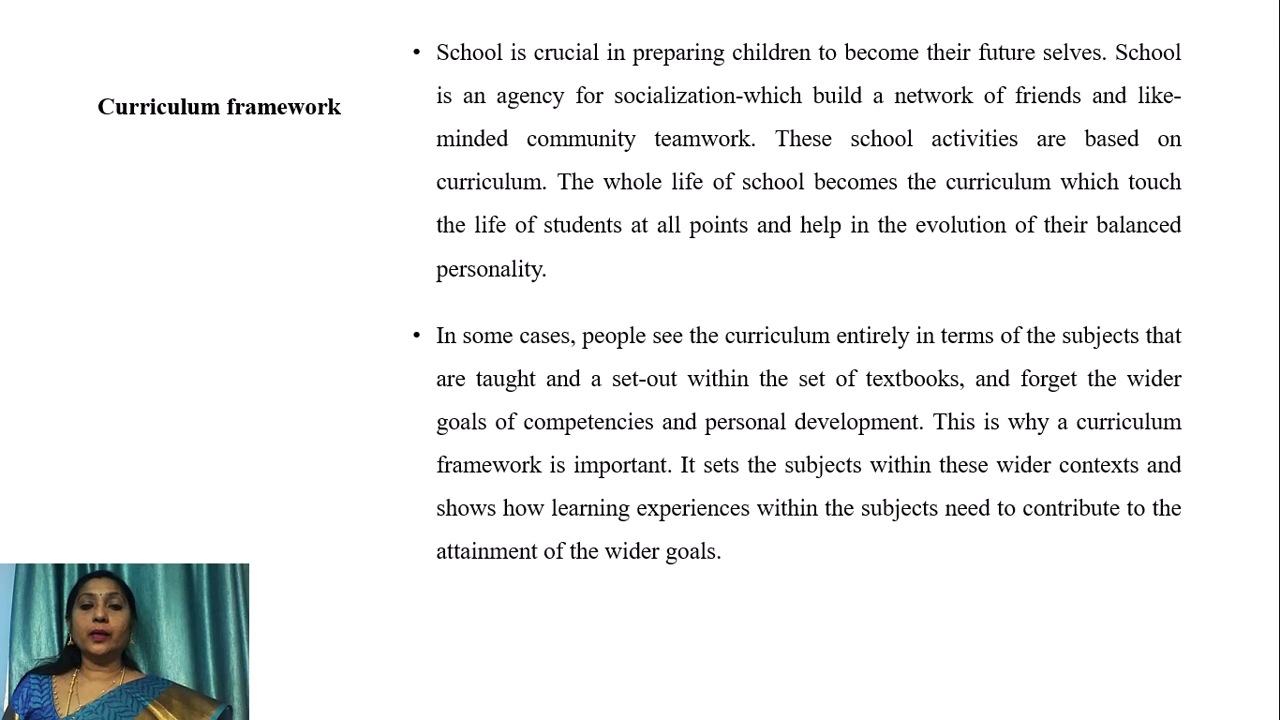 Curriculum framework
• School is crucial in preparing children to become their future selves. School
is an agency for socialization-which build a network of friends and like-
minded community teamwork. These school activities are based on
curriculum. The whole life of school becomes the curriculum which touch
the life of students at all points and help in the evolution of their balanced
personality.
• In some cases, people see the curriculum entirely in terms of the subjects that
are taught and a set-out within the set of textbooks, and forget the wider
goals of competencies and personal development. This is why a curriculum
framework is important. It sets the subjects within these wider contexts and
shows how learning experiences within the subjects need to contribute to the
attainment of the wider goals.